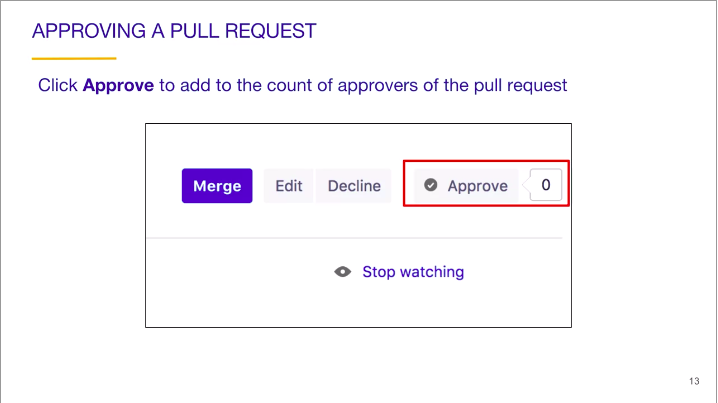 APPROVING A PULL REQUEST
Click Approve to add to the count of approvers of the pull request
Merge Edit Decline Approve 0
Stop watching
13